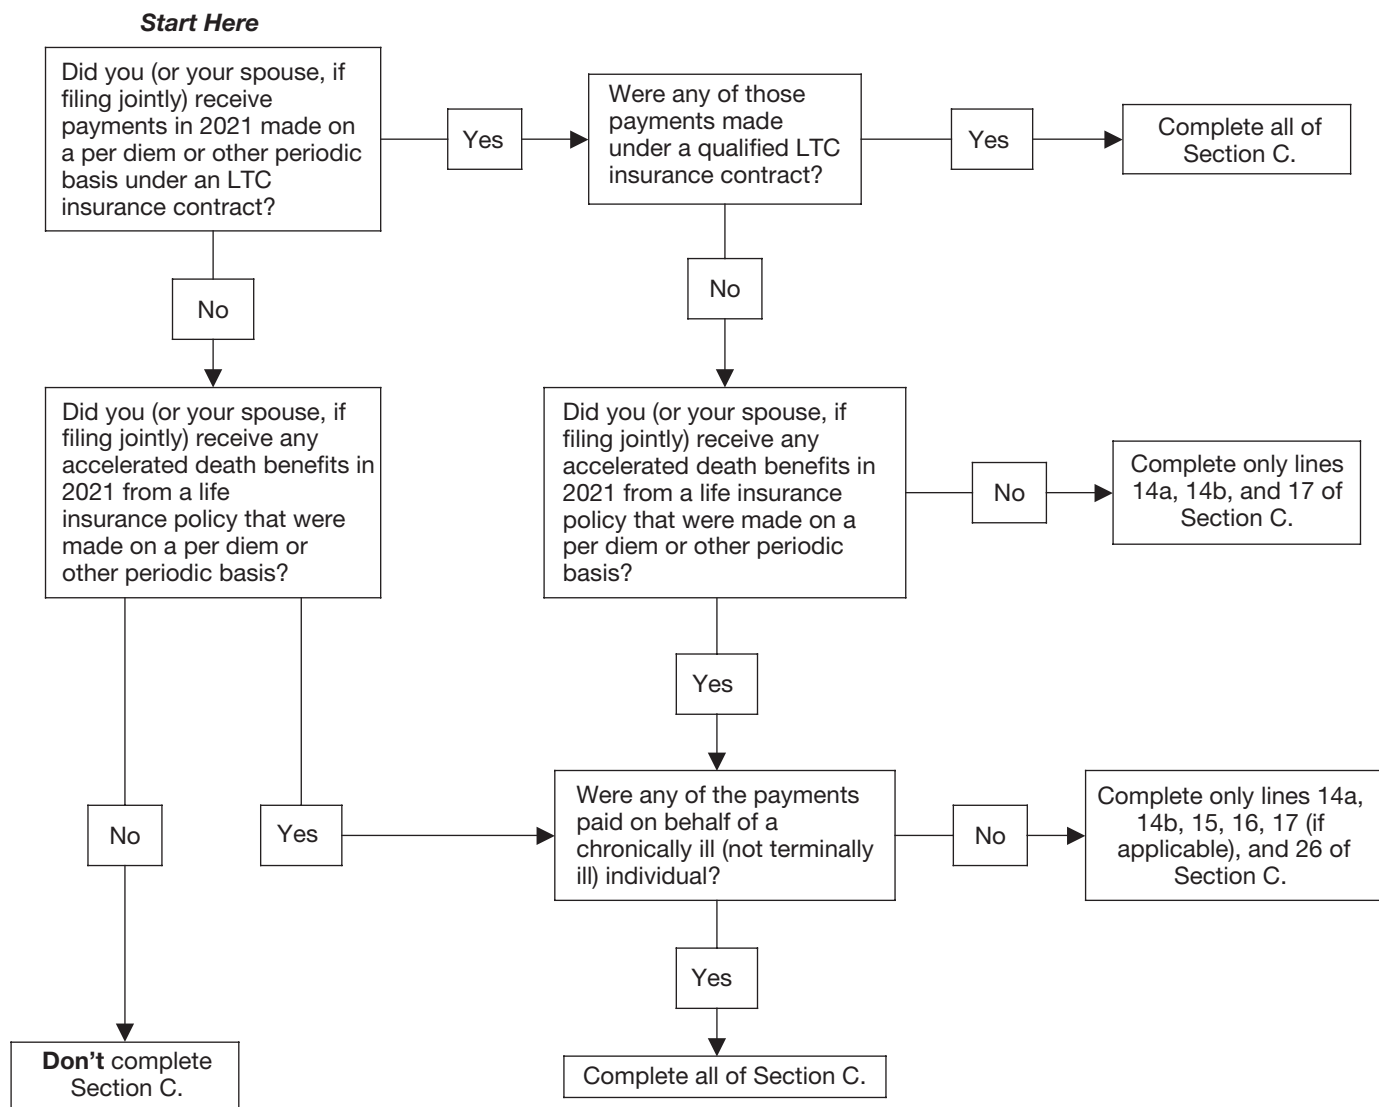 Start Here
Did you (or your spouse, if
filing jointly) receive
payments in 2021 made on
a per diem or other periodic
basis under an LTC
insurance contract?
Yes
Were any of those
payments made
under a qualified LTC
insurance contract?
Yes
Complete all of
Section C.
No
No
Did you (or your spouse, if
filing jointly) receive any
accelerated death benefits in
2021 from a life
insurance policy that were
made on a per diem or
other periodic basis?
Did you (or your spouse, if
filing jointly) receive any
accelerated death benefits in
2021 from a life insurance
policy that were made on a
per diem or other periodic
basis?
No
Complete only lines
14a, 14b, and 17 of
Section C.
Yes
No
Yes
Were any of the payments
paid on behalf of a
chronically ill (not terminally
ill) individual?
No
Complete only lines 14a,
14b, 15, 16, 17 (if
applicable), and 26 of
Section C.
Yes
Don't complete
Section C.
Complete all of Section C.